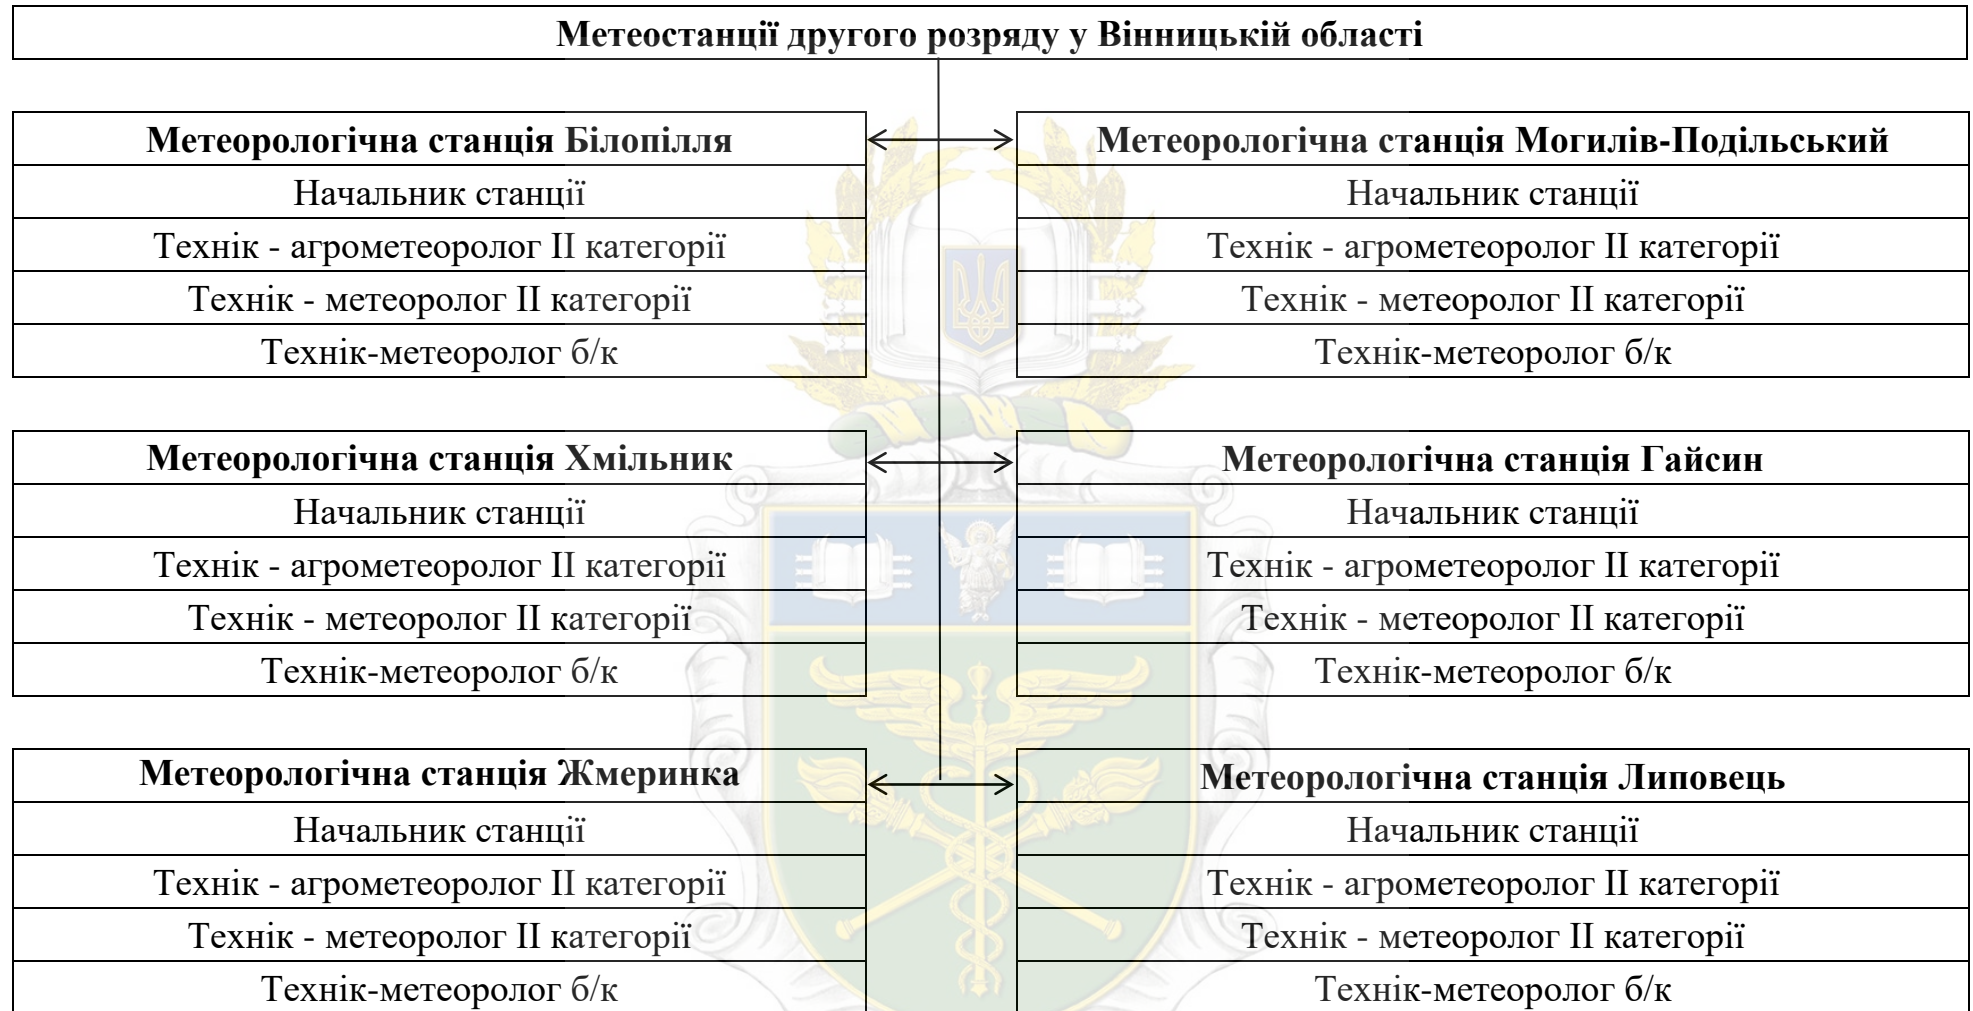 Метеостанції другого розряду у Вінницькій області
Метеорологічна станція Білопілля
Начальник станції
Технік - агрометеоролог ІІ категорії
Технік - метеоролог ІІ категорії
Технік-метеоролог б/к
Метеорологічна станція Могилів-Подільський
Начальник станції
Технік - агрометеоролог ІІ категорії
Технік - метеоролог ІІ категорії
Технік-метеоролог б/к
Метеорологічна станція Хмільник
Начальник станції
Технік - агрометеоролог ІІ категорії
Технік - метеоролог ІІ категорії
Технік-метеоролог б/к
Метеорологічна станція Гайсин
Начальник станції
Технік - агрометеоролог ІІ категорії
Технік - метеоролог ІІ категорії
Технік-метеоролог б/к
Метеорологічна станція Жмеринка
Начальник станції
Технік - агрометеоролог ІІ категорії
Технік - метеоролог ІІ категорії
Технік-метеоролог б/к
Метеорологічна станція Липовець
Начальник станції
Технік - агрометеоролог ІІ категорії
Технік - метеоролог ІІ категорії
Технік-метеоролог б/к